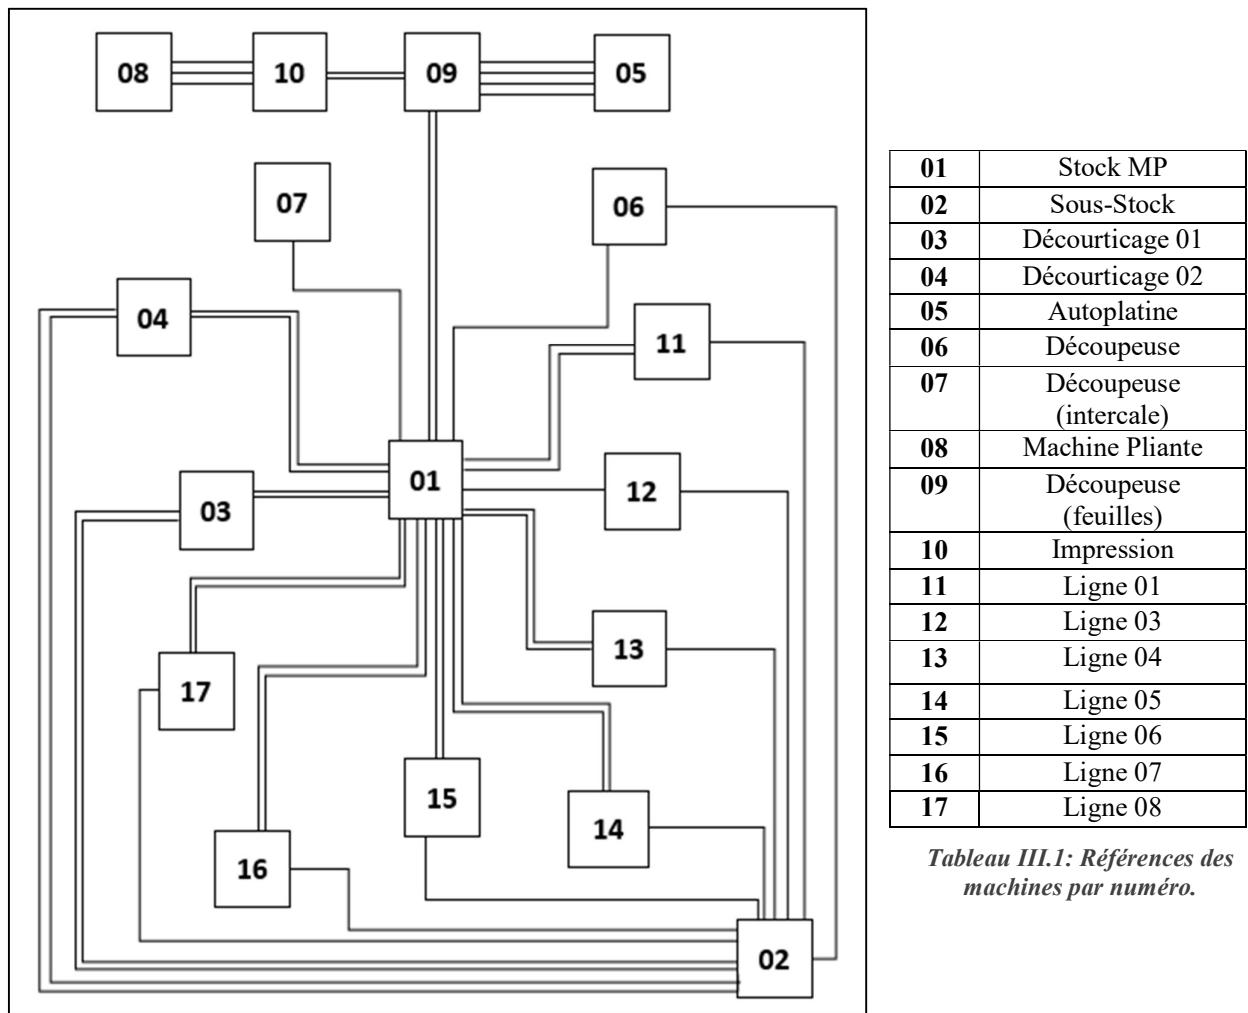 08 10 09 05
07 06
04
11
01
12
03
13
17
15
14
16
02
01 Stock MP
02 Sous-Stock
03 Décourticage 01
04 Décourticage 02
05 Autoplatine
06 Découpeuse
07 Découpeuse
(intercale)
08 Machine Pliante
09 Découpeuse
(feuilles)
10 Impression
11 Ligne 01
12 Ligne 03
13 Ligne 04
14 Ligne 05
15 Ligne 06
16 Ligne 07
17 Ligne 08
Tableau III.1: Références des
machines par numéro.